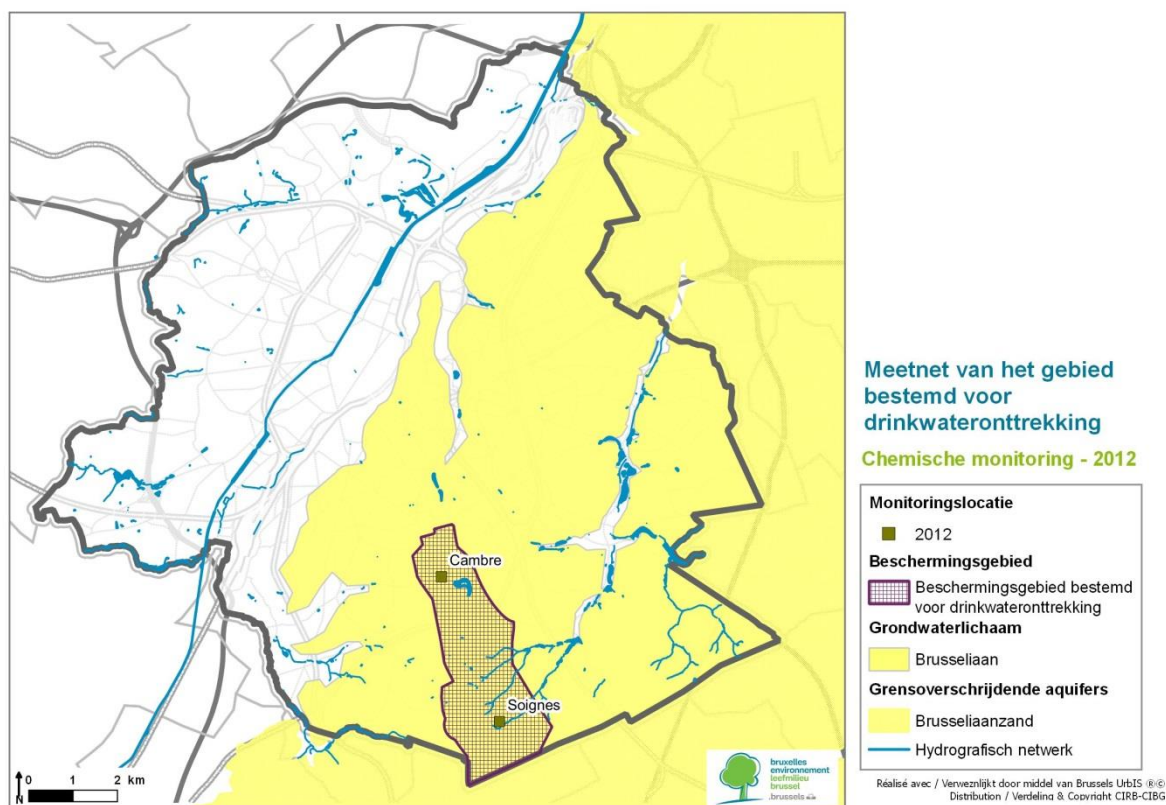 Cambre
Soignes
0 1 2 km
N
bruxelles
environnement
leefmilieu
brussel
.brussels
Meetnet van het gebied
bestemd voor
drinkwateronttrekking
Chemische monitoring - 2012
Monitoringslocatie
2012
Beschermingsgebied
Beschermingsgebied bestemd
voor drinkwateronttrekking
Grondwaterlichaam
Brusseliaan
Grensoverschrijdende aquifers
Brusseliaanzand
Hydrografisch netwerk
Réalisé avec / Verweznlijkt door middel van Brussels UrbIS ®©
Distribution / Verdeling & Copyright CIRB-CIBG